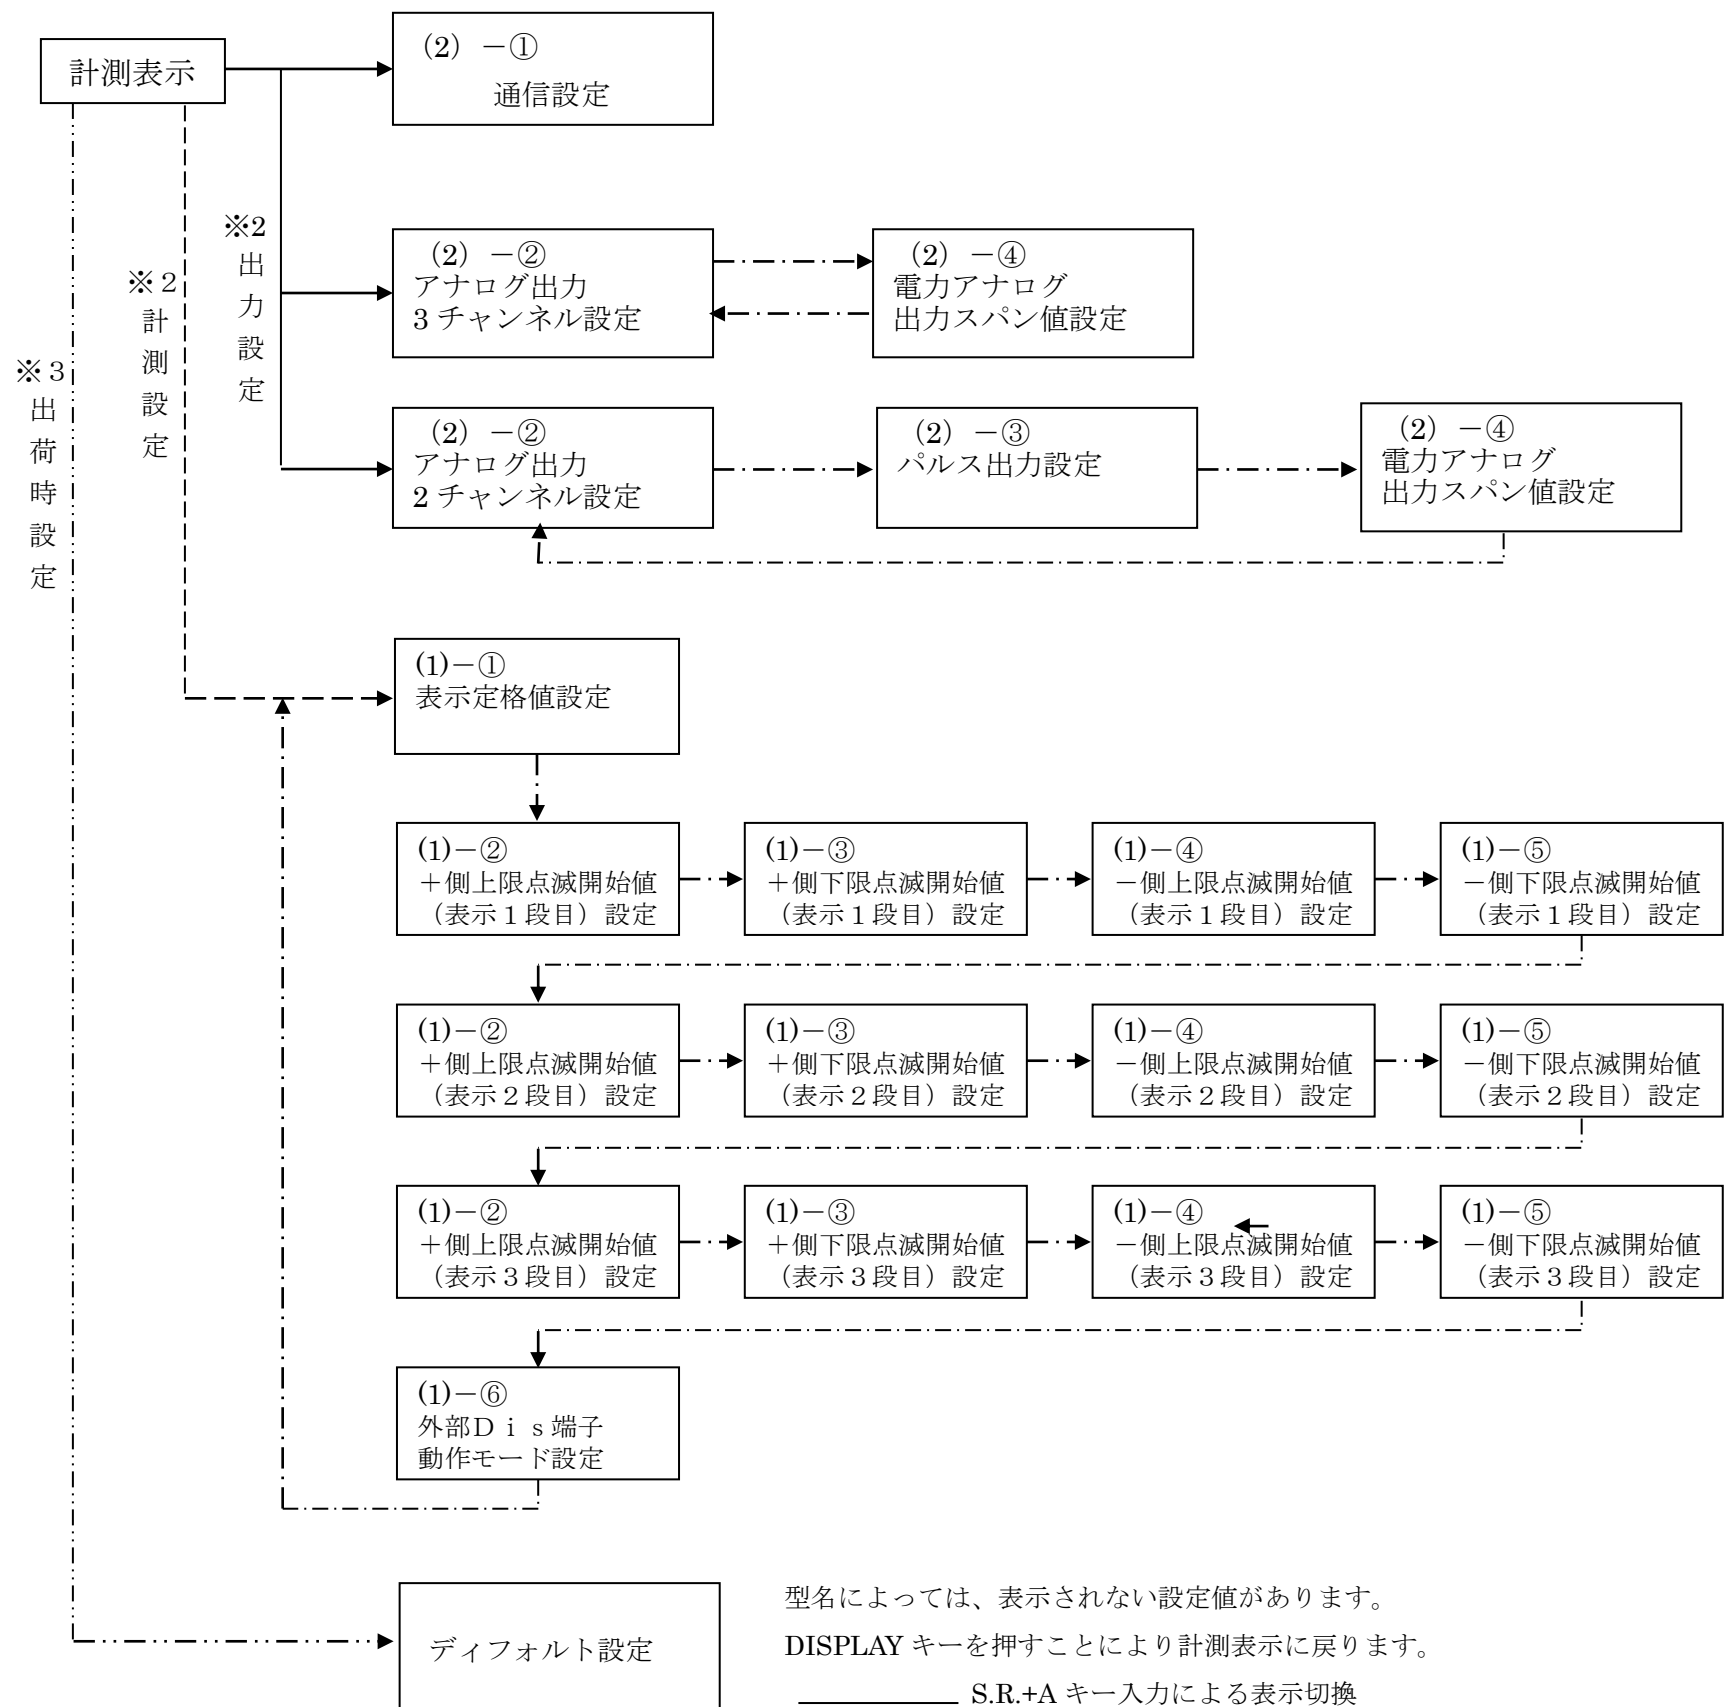 計測表示
(2) －①
通信設定
※2
出力設定
※２
計測設定
※３
出荷時設定
(2) －②
アナログ出力
3 チャンネル設定
(2) －④
電力アナログ
出力スパン値設定
(2) －②
アナログ出力
2 チャンネル設定
(2) －③
パルス出力設定
(2) －④
電力アナログ
出力スパン値設定
(1)－①
表示定格値設定
(1)－②
＋側上限点滅開始値
（表示１段目）設定
(1)－③
＋側下限点滅開始値
（表示１段目）設定
(1)－④
－側上限点滅開始値
（表示１段目）設定
(1)－⑤
－側下限点滅開始値
（表示１段目）設定
(1)－②
＋側上限点滅開始値
（表示２段目）設定
(1)－③
＋側下限点滅開始値
（表示２段目）設定
(1)－④
－側上限点滅開始値
（表示２段目）設定
(1)－⑤
－側下限点滅開始値
（表示２段目）設定
(1)－②
＋側上限点滅開始値
（表示３段目）設定
(1)－③
＋側下限点滅開始値
（表示３段目）設定
(1)－④
－側上限点滅開始値
（表示３段目）設定
(1)－⑤
－側下限点滅開始値
（表示３段目）設定
(1)－⑥
外部Ｄｉｓ端子
動作モード設定
ディフォルト設定
型名によっては、表示されない設定値があります。
DISPLAY キーを押すことにより計測表示に戻ります。
S.R.+A キー入力による表示切換